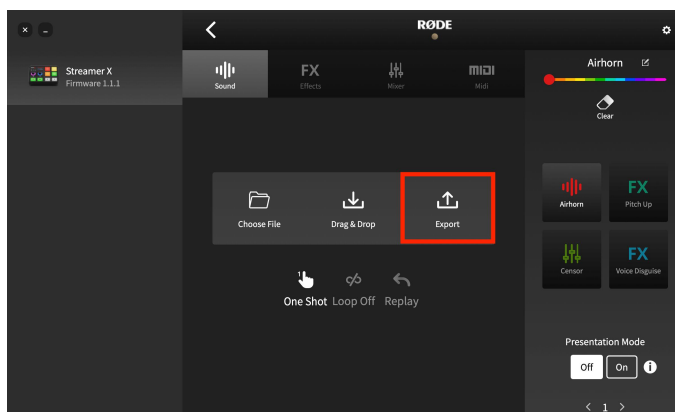 RØDE
Streamer X
Firmware 1.1.1
Sound
FX
Effects
Mixer
MIDI
Midi
Airhorn
Clear
Choose File
Drag & Drop
Export
1
One Shot
Loop Off
Replay
Airhorn
FX
Pitch Up
Censor
FX
Voice Disguise
Presentation Mode
Off
On
i
< 1 >